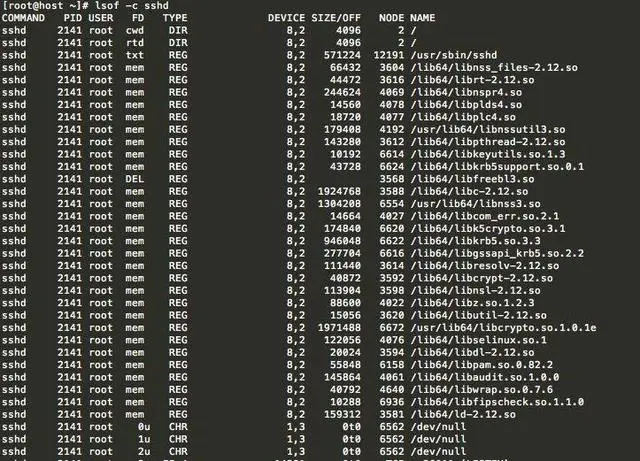 [root@host ~]# lsof -c sshd
COMMAND PID USER FD TYPE DEVICE SIZE/OFF NODE NAME
sshd 2141 root cwd DIR 8,2 4096 2 /
sshd 2141 root rtd DIR 8,2 4096 2 /
sshd 2141 root txt REG 8,2 571224 12191 /usr/sbin/sshd
sshd 2141 root mem REG 8,2 66432 3604 /lib64/libnss_files-2.12.so
sshd 2141 root mem REG 8,2 44472 3616 /lib64/librt-2.12.so
sshd 2141 root mem REG 8,2 244624 4069 /lib64/libnspr4.so
sshd 2141 root mem REG 8,2 14560 4078 /lib64/libplds4.so
sshd 2141 root mem REG 8,2 18720 4077 /lib64/libplc4.so
sshd 2141 root mem REG 8,2 179408 4192 /usr/lib64/libnssutil3.so
sshd 2141 root mem REG 8,2 143280 3612 /lib64/libpthread-2.12.so
sshd 2141 root mem REG 8,2 10192 6614 /lib64/libkeyutils.so.1.3
sshd 2141 root mem REG 8,2 43728 6624 /lib64/libkrb5support.so.0.1
sshd 2141 root DEL REG 8,2 3568 /lib64/libfreebl3.so
sshd 2141 root mem REG 8,2 1924768 3588 /lib64/libc-2.12.so
sshd 2141 root mem REG 8,2 1304208 6554 /usr/lib64/libnss3.so
sshd 2141 root mem REG 8,2 14664 4027 /lib64/libcom_err.so.2.1
sshd 2141 root mem REG 8,2 174840 6620 /lib64/libk5crypto.so.3.1
sshd 2141 root mem REG 8,2 946048 6622 /lib64/libkrb5.so.3.3
sshd 2141 root mem REG 8,2 277704 6616 /lib64/libgssapi_krb5.so.2.2
sshd 2141 root mem REG 8,2 111440 3614 /lib64/libresolv-2.12.so
sshd 2141 root mem REG 8,2 40872 3592 /lib64/libcrypt-2.12.so
sshd 2141 root mem REG 8,2 113904 3598 /lib64/libnsl-2.12.so
sshd 2141 root mem REG 8,2 88600 4022 /lib64/libz.so.1.2.3
sshd 2141 root mem REG 8,2 15056 3620 /lib64/libutil-2.12.so
sshd 2141 root mem REG 8,2 1971488 6672 /usr/lib64/libcrypto.so.1.0.1e
sshd 2141 root mem REG 8,2 122056 4076 /lib64/libselinux.so.1
sshd 2141 root mem REG 8,2 20024 3594 /lib64/libdl-2.12.so
sshd 2141 root mem REG 8,2 55848 6158 /lib64/libpam.so.0.82.2
sshd 2141 root mem REG 8,2 145864 4061 /lib64/libaudit.so.1.0.0
sshd 2141 root mem REG 8,2 40792 4640 /lib64/libwrap.so.0.7.6
sshd 2141 root mem REG 8,2 10288 6936 /lib64/libfipscheck.so.1.1.0
sshd 2141 root mem REG 8,2 159312 3581 /lib64/ld-2.12.so
sshd 2141 root 0u CHR 1,3 0t0 6562 /dev/null
sshd 2141 root 1u CHR 1,3 0t0 6562 /dev/null
sshd 2141 root 2u CHR 1,3 0t0 6562 /dev/null